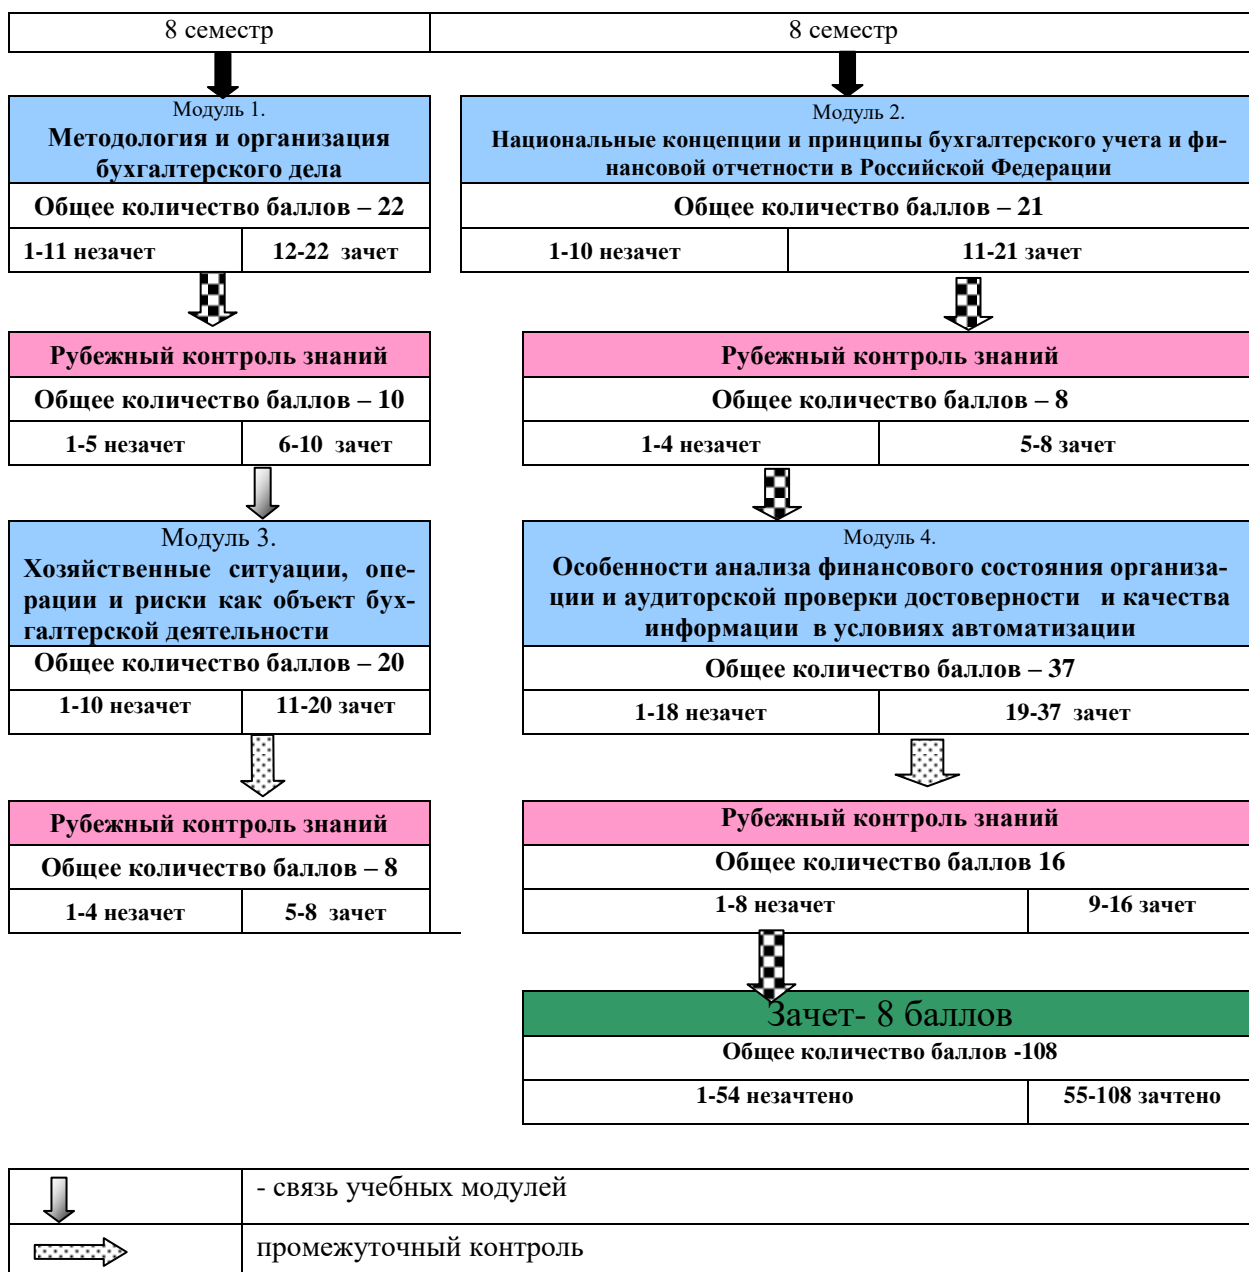 8 семестр
8 семестр
Модуль 1.
Методология и организация
бухгалтерского дела
Общее количество баллов – 22
1-11 незачет
12-22 зачет
Модуль 2.
Национальные концепции и принципы бухгалтерского учета и фи-
нансовой отчетности в Российской Федерации
Общее количество баллов – 21
1-10 незачет
11-21 зачет
Рубежный контроль знаний
Общее количество баллов – 10
1-5 незачет
6-10 зачет
Рубежный контроль знаний
Общее количество баллов – 8
1-4 незачет
5-8 зачет
Модуль 3.
Хозяйственные ситуации, опе-
рации и риски как объект бух-
галтерской деятельности
Общее количество баллов – 20
1-10 незачет
11-20 зачет
Модуль 4.
Особенности анализа финансового состояния организа-
ции и аудиторской проверки достоверности и качества
информации в условиях автоматизации
Общее количество баллов – 37
1-18 незачет
19-37 зачет
Рубежный контроль знаний
Общее количество баллов – 8
1-4 незачет
5-8 зачет
Рубежный контроль знаний
Общее количество баллов 16
1-8 незачет
9-16 зачет
Зачет- 8 баллов
Общее количество баллов -108
1-54 незачтено
55-108 зачтено
- связь учебных модулей
промежуточный контроль